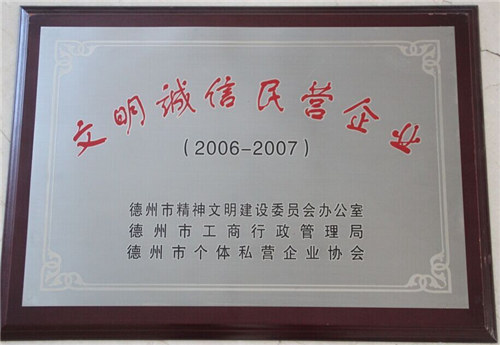 文明诚信民营企业
(2006-2007)
德州市精神文明建设委员会办公室
德州市工商行政管理局
德州市个体私营企业协会